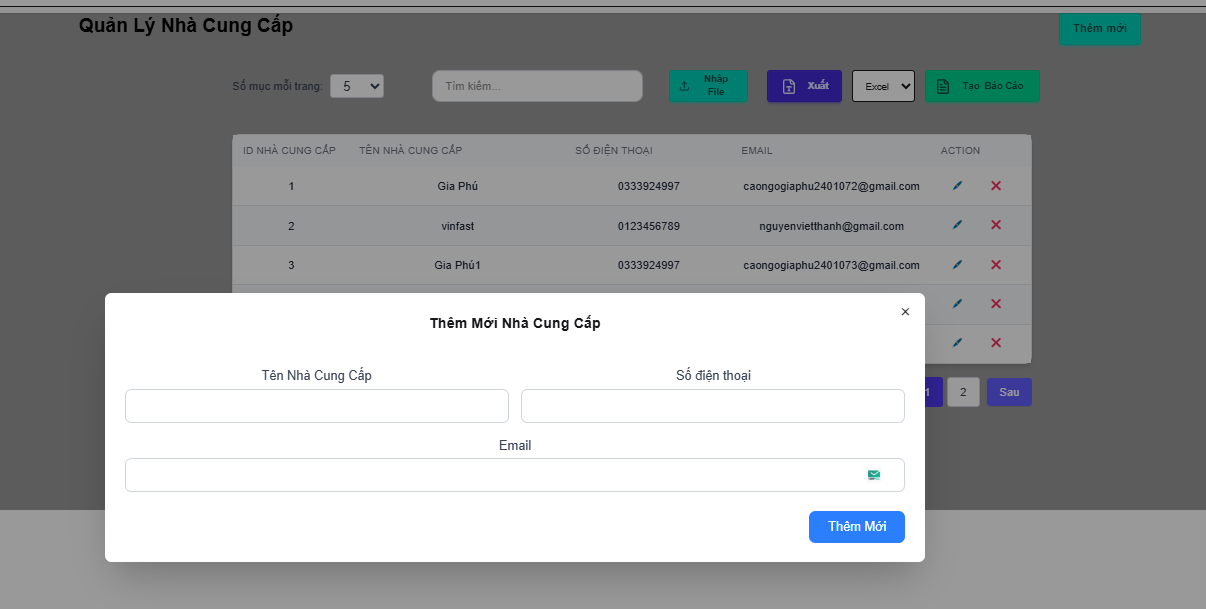 Quản Lý Nhà Cung Cấp
Thêm mới
Số mục mỗi trang: 5
Tìm kiếm...
Nhập
File
Xuất
Excel
Tạo Báo Cáo
ID NHÀ CUNG CẤP TÊN NHÀ CUNG CẤP SỐ ĐIỆN THOẠI EMAIL ACTION
1 Gia Phú 0333924997 caongogiaphu2401072@gmail.com
2 vinfast 0123456789 nguyenvietthanh@gmail.com
3 Gia Phú1 0333924997 caongogiaphu2401073@gmail.com
Thêm Mới Nhà Cung Cấp
×
Tên Nhà Cung Cấp Số điện thoại
1 2 Sau
Email
Thêm Mới